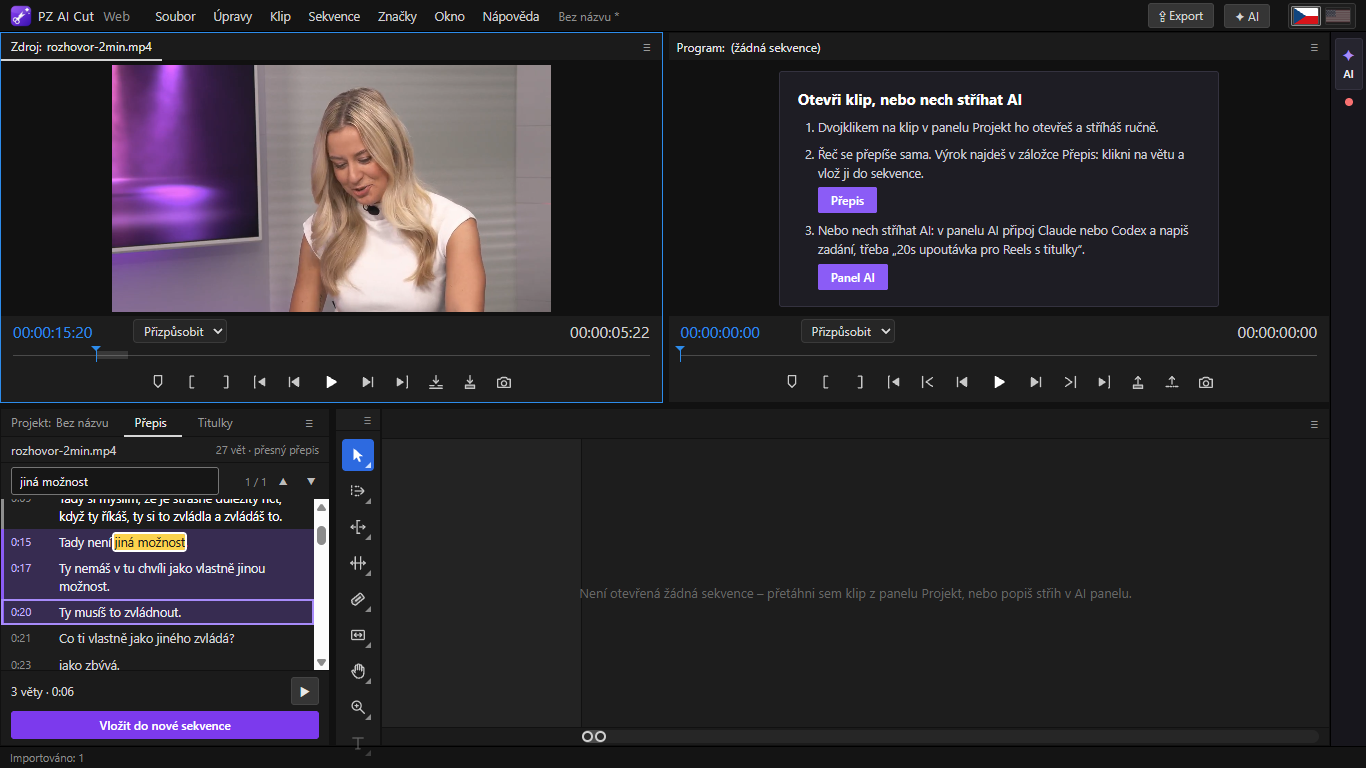 PZ AI Cut Web Soubor Úpravy Klip Sekvence Značky Okno Nápověda Bez názvu * Export AI
Zdroj: rozhovor-2min.mp4
Program: (žádná sekvence)
AI
Otevři klip, nebo nech stříhat AI
1. Dvojklikem na klip v panelu Projekt ho otevřeš a stříháš ručně.
2. Řeč se přepíše sama. Výrok najdeš v záložce Přepis: klikni na větu a
vlož ji do sekvence.
Přepis
3. Nebo nech stříhat AI: v panelu AI připoj Claude nebo Codex a napiš
zadání, třeba „20s upoutávka pro Reels s titulky“.
Panel AI
00:00:15:20 Přizpůsobit 00:00:05:22
00:00:00:00 Přizpůsobit 00:00:00:00
Projekt: Bez názvu Přepis Titulky
rozhovor-2min.mp4 27 vět · přesný přepis
jiná možnost 1 / 1
Tady si myslím, že je strašně důležitý říct,
když ty říkáš, ty si to zvládla a zvládáš to.
0:15 Tady není jiná možnost
0:17 Ty nemáš v tu chvíli jako vlastně jinou
možnost.
0:20 Ty musíš to zvládnout.
0:21 Co ti vlastně jako jiného zvládá?
0:23 jako zbývá.
3 věty · 0:06
Vložit do nové sekvence
Není otevřená žádná sekvence – přetáhni sem klip z panelu Projekt, nebo popiš střih v AI panelu.
Importováno: 1